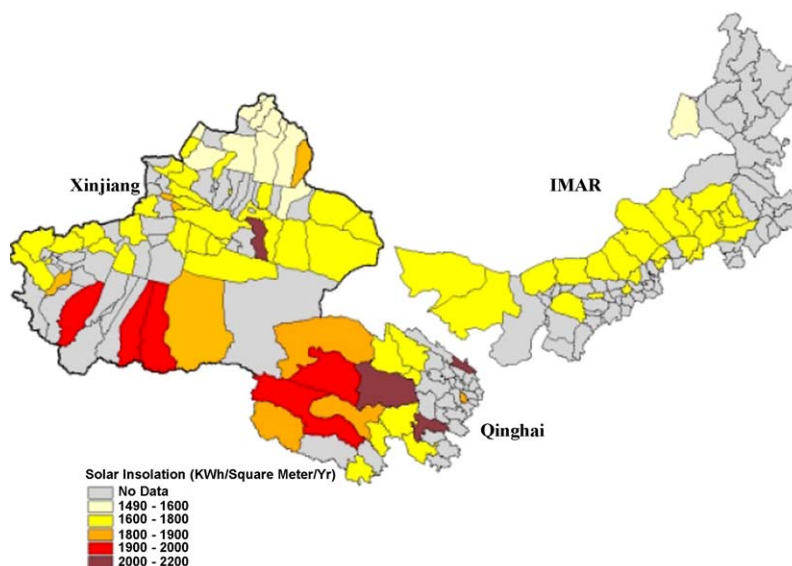 Xinjiang
IMAR
Qinghai
Solar Insolation (KWh/Square Meter/Yr)
No Data
1490 - 1600
1600 - 1800
1800 - 1900
1900 - 2000
2000 - 2200